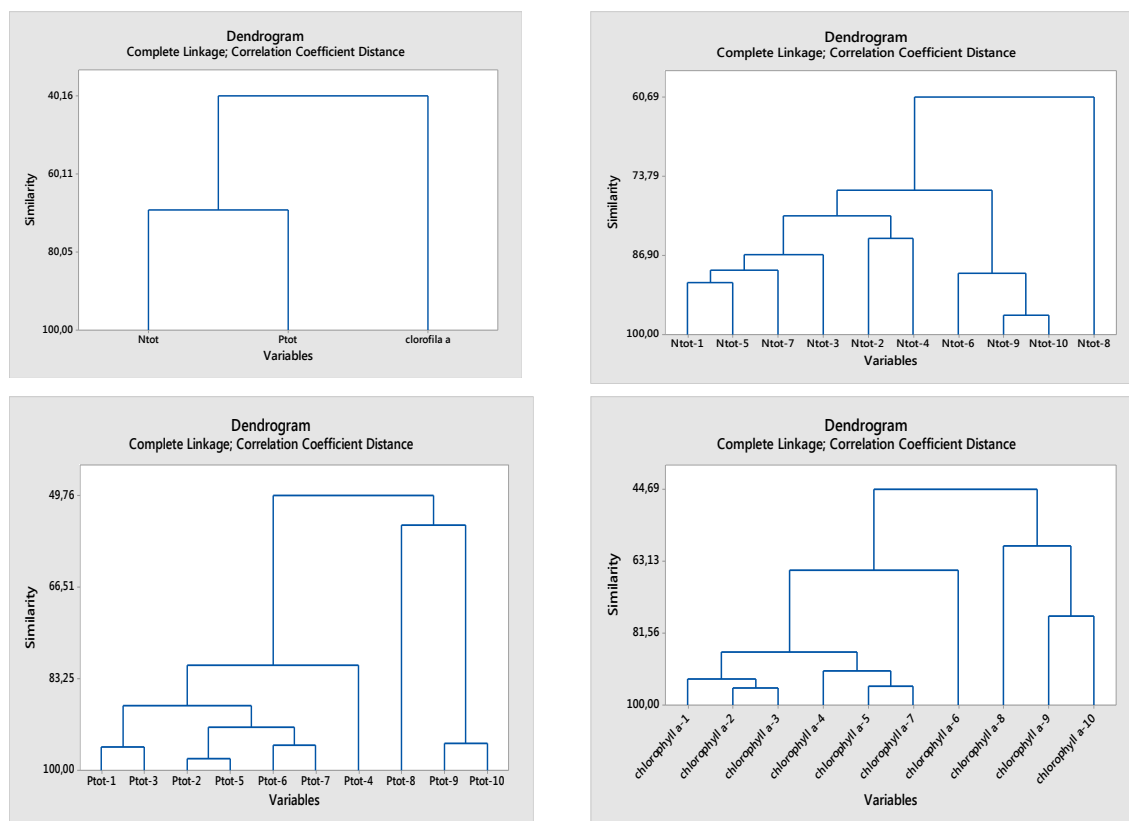 Dendrogram
Complete Linkage; Correlation Coefficient Distance
40,16
60,11
80,05
100,00
Similarity
Ntot Ptot clorofila a
Variables
Dendrogram
Complete Linkage; Correlation Coefficient Distance
60,69
73,79
86,90
100,00
Similarity
Ntot-1 Ntot-5 Ntot-7 Ntot-3 Ntot-2 Ntot-4 Ntot-6 Ntot-9 Ntot-10 Ntot-8
Variables
Dendrogram
Complete Linkage; Correlation Coefficient Distance
49,76
66,51
83,25
100,00
Similarity
Ptot-1 Ptot-3 Ptot-2 Ptot-5 Ptot-6 Ptot-7 Ptot-4 Ptot-8 Ptot-9 Ptot-10
Variables
Dendrogram
Complete Linkage; Correlation Coefficient Distance
44,69
63,13
81,56
100,00
Similarity
chlorophyll a-1 chlorophyll a-2 chlorophyll a-3 chlorophyll a-4 chlorophyll a-5 chlorophyll a-7 chlorophyll a-6 chlorophyll a-8 chlorophyll a-9 chlorophyll a-10
Variables